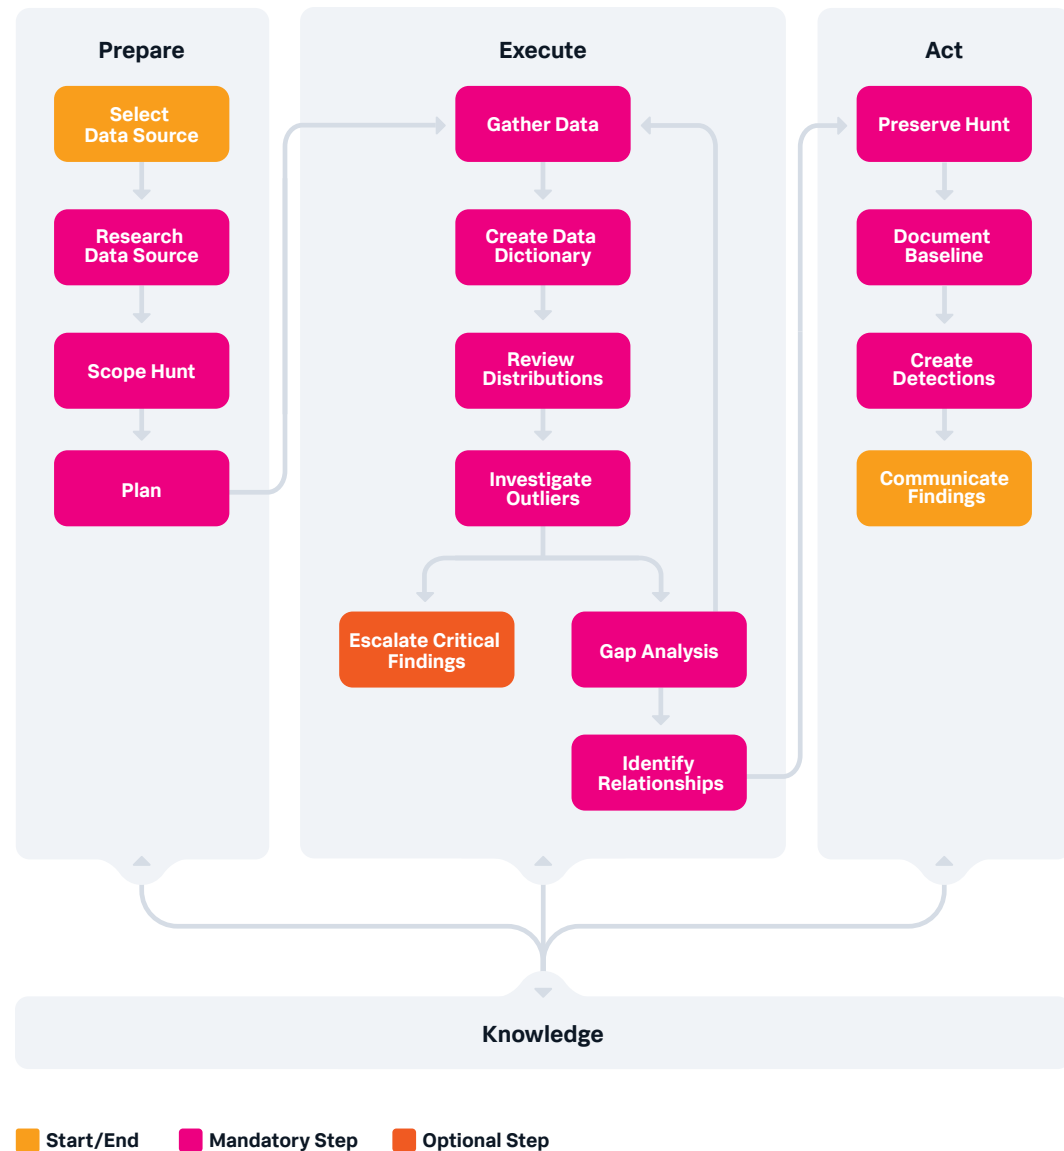 Prepare
Select
Data Source
Research
Data Source
Scope Hunt
Plan
Execute
Gather Data
Create Data
Dictionary
Review
Distributions
Investigate
Outliers
Escalate Critical
Findings
Gap Analysis
Identify
Relationships
Act
Preserve Hunt
Document
Baseline
Create
Detections
Communicate
Findings
Knowledge
Start/End
Mandatory Step
Optional Step